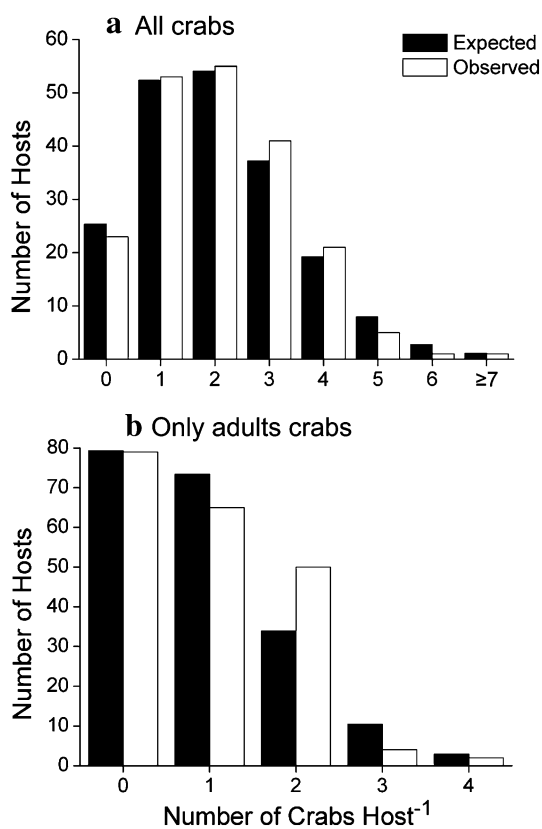 a All crabs
Expected
Observed
Number of Hosts
60
50
40
30
20
10
0
0 1 2 3 4 5 6 ≥7
b Only adults crabs
Number of Hosts
80
70
60
50
40
30
20
10
0
0 1 2 3 4
Number of Crabs Host⁻¹